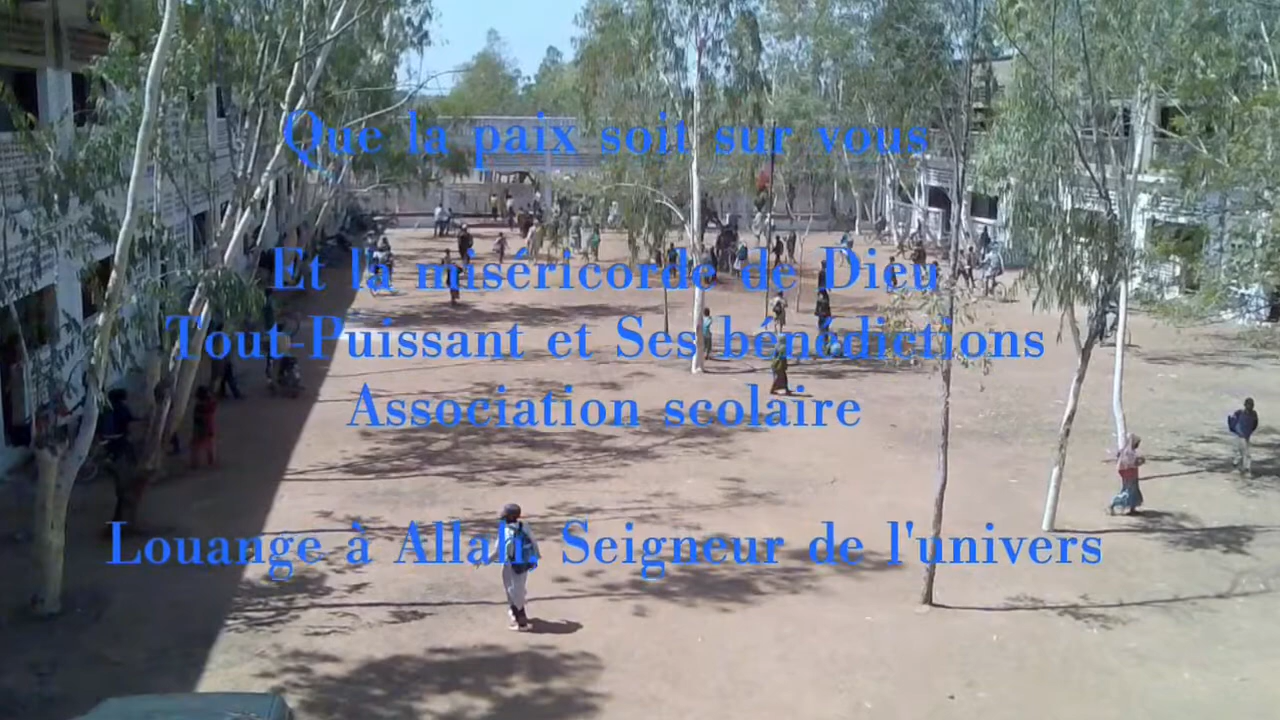 Que la paix soit sur vous
Et la miséricorde de Dieu
Tout-Puissant et Ses bénédictions
Association scolaire
Louange à Allah Seigneur de l'univers